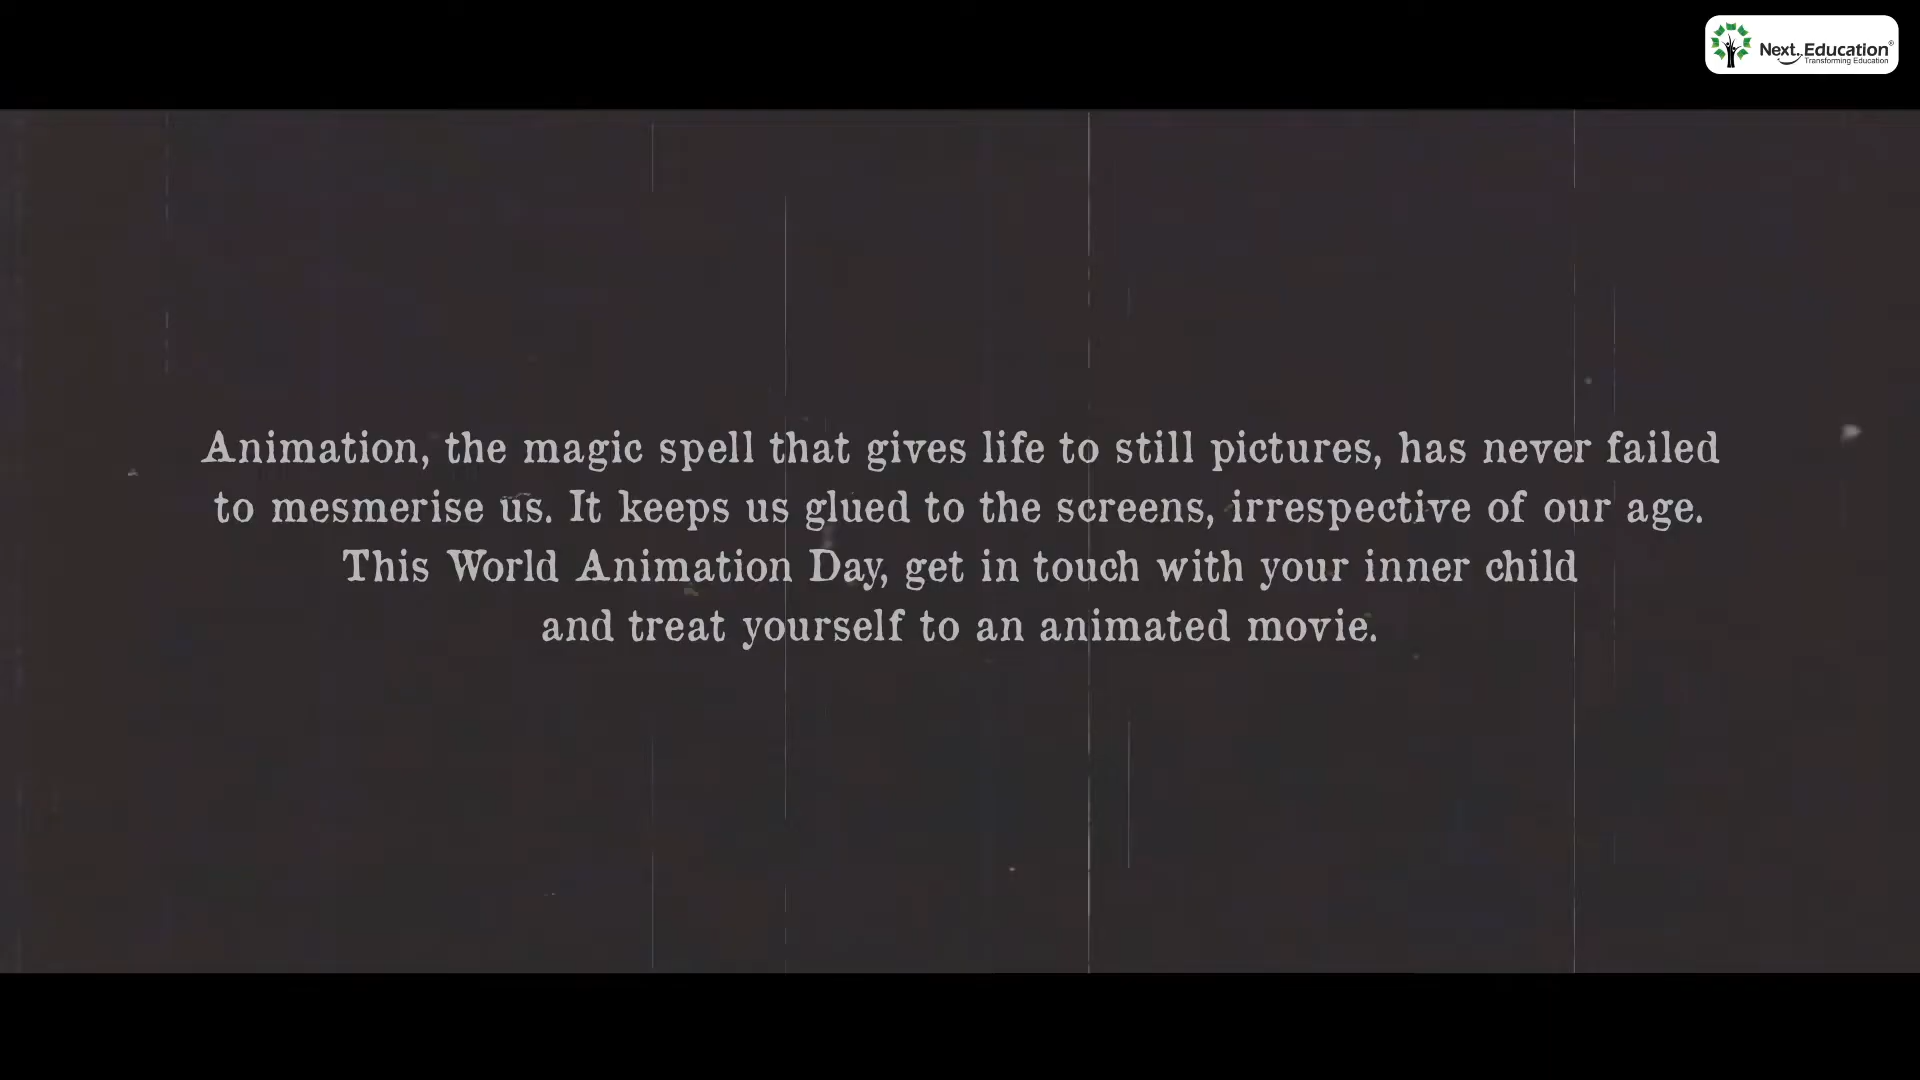 Next Education®
Transforming Education
Animation, the magic spell that gives life to still pictures, has never failed
to mesmerise us. It keeps us glued to the screens, irrespective of our age.
This World Animation Day, get in touch with your inner child
and treat yourself to an animated movie.